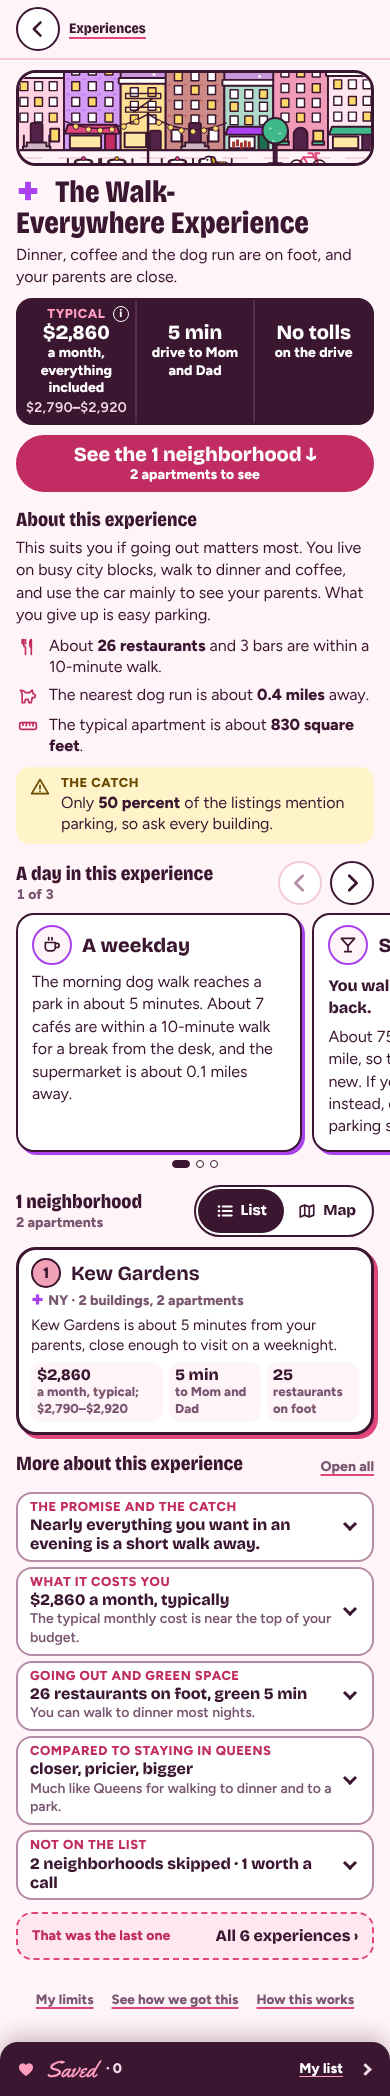 Experiences
The Walk-
Everywhere Experience
Dinner, coffee and the dog run are on foot, and
your parents are close.
TYPICAL
$2,860
a month,
everything
included
$2,790–$2,920
5 min
drive to Mom
and Dad
No tolls
on the drive
See the 1 neighborhood ↓
2 apartments to see
About this experience
This suits you if going out matters most. You live
on busy city blocks, walk to dinner and coffee,
and use the car mainly to see your parents. What
you give up is easy parking.
About 26 restaurants and 3 bars are within a
10-minute walk.
The nearest dog run is about 0.4 miles away.
The typical apartment is about 830 square
feet.
THE CATCH
Only 50 percent of the listings mention
parking, so ask every building.
A day in this experience
1 of 3
A weekday
The morning dog walk reaches a
park in about 5 minutes. About 7
cafés are within a 10-minute walk
for a break from the desk, and the
supermarket is about 0.1 miles
away.
S
You wal
back.
About 75
mile, so t
new. If yo
instead,
parking s
1 neighborhood
2 apartments
List
Map
1
Kew Gardens
NY · 2 buildings, 2 apartments
Kew Gardens is about 5 minutes from your
parents, close enough to visit on a weeknight.
$2,860
a month, typical;
$2,790–$2,920
5 min
to Mom and
Dad
25
restaurants
on foot
More about this experience
Open all
THE PROMISE AND THE CATCH
Nearly everything you want in an
evening is a short walk away.
WHAT IT COSTS YOU
$2,860 a month, typically
The typical monthly cost is near the top of your
budget.
GOING OUT AND GREEN SPACE
26 restaurants on foot, green 5 min
You can walk to dinner most nights.
COMPARED TO STAYING IN QUEENS
closer, pricier, bigger
Much like Queens for walking to dinner and to a
park.
NOT ON THE LIST
2 neighborhoods skipped · 1 worth a
call
That was the last one
All 6 experiences ›
My limits
See how we got this
How this works
Saved · 0
My list